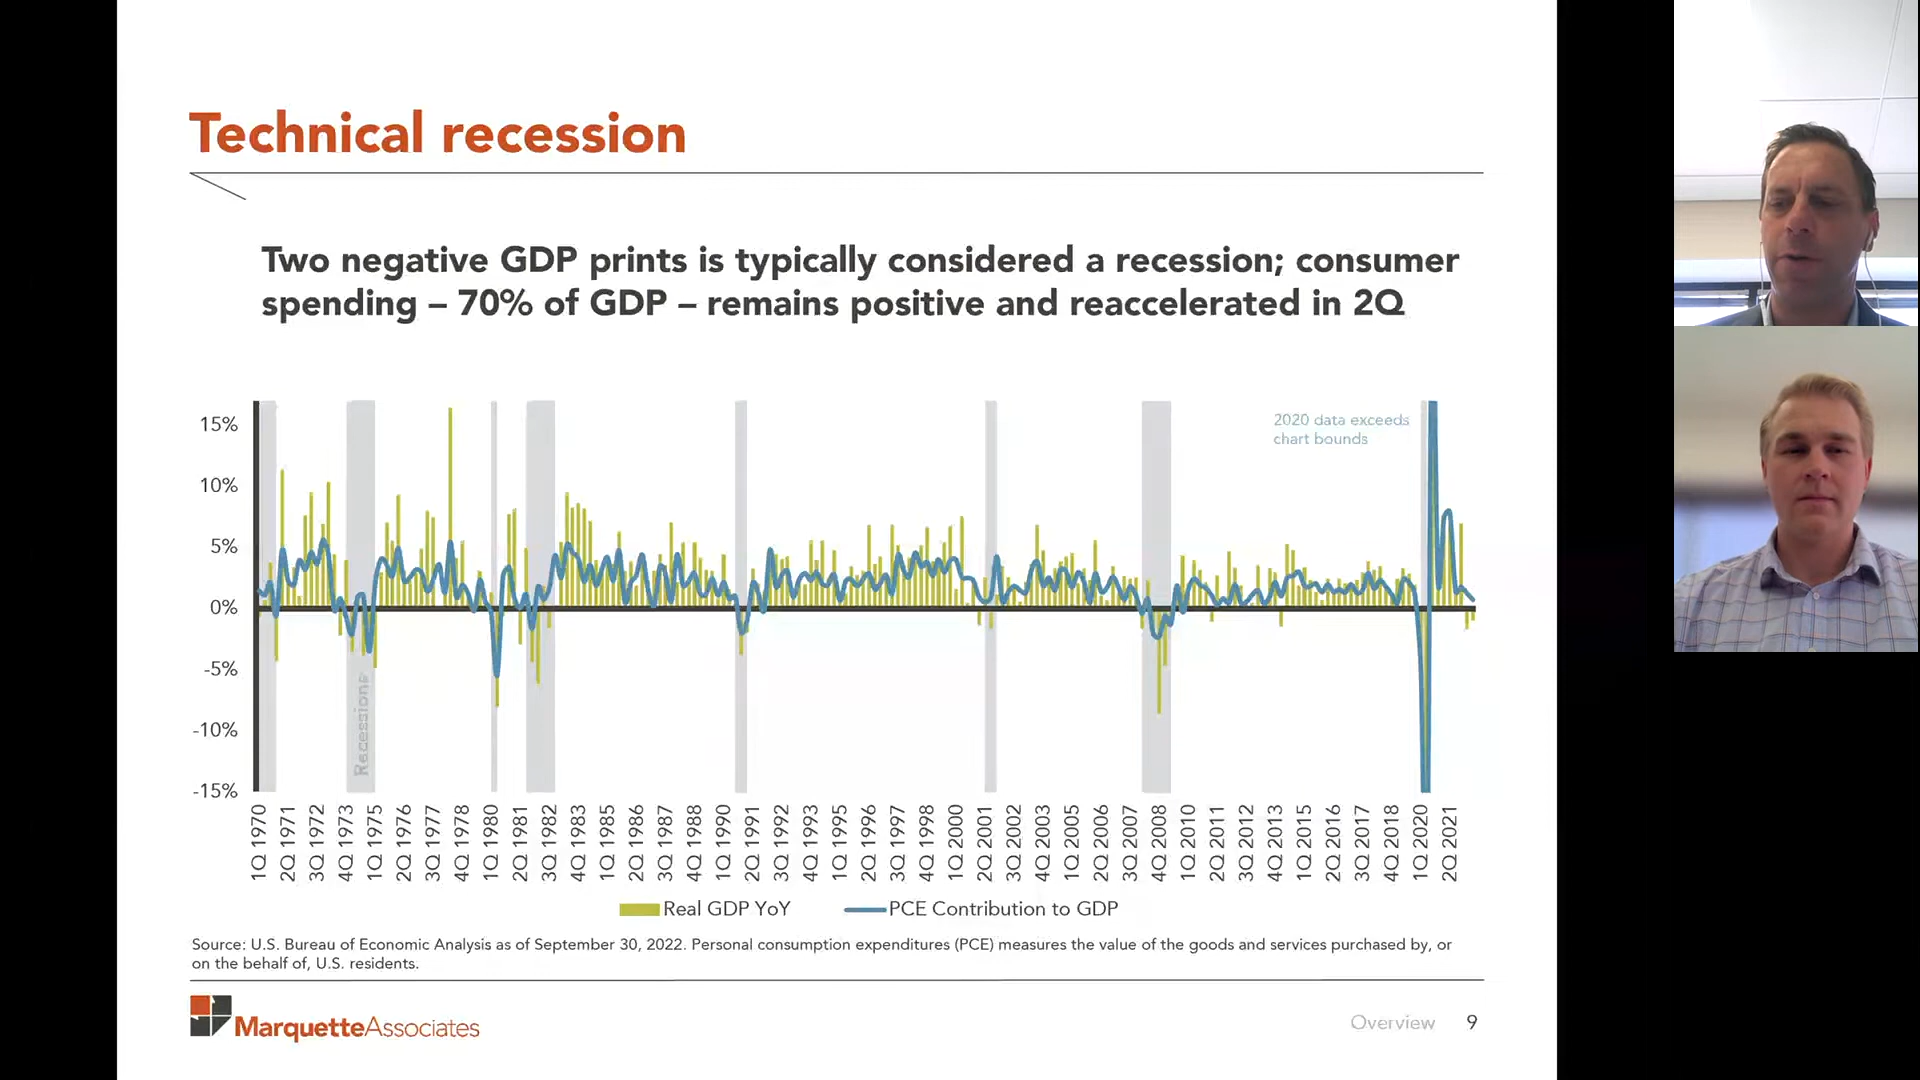 Technical recession
Two negative GDP prints is typically considered a recession; consumer
spending – 70% of GDP – remains positive and reaccelerated in 2Q
2020 data exceeds
chart bounds
15%
10%
5%
0%
-5%
-10%
-15%
Recessions
1Q 1970
2Q 1971
3Q 1972
4Q 1973
1Q 1975
2Q 1976
3Q 1977
4Q 1978
1Q 1980
2Q 1981
3Q 1982
4Q 1983
1Q 1985
2Q 1986
3Q 1987
4Q 1988
1Q 1990
2Q 1991
3Q 1992
4Q 1993
1Q 1995
2Q 1996
3Q 1997
4Q 1998
1Q 2000
2Q 2001
3Q 2002
4Q 2003
1Q 2005
2Q 2006
3Q 2007
4Q 2008
1Q 2010
2Q 2011
3Q 2012
4Q 2013
1Q 2015
2Q 2016
3Q 2017
4Q 2018
1Q 2020
2Q 2021
Real GDP YoY
PCE Contribution to GDP
Source: U.S. Bureau of Economic Analysis as of September 30, 2022. Personal consumption expenditures (PCE) measures the value of the goods and services purchased by, or
on the behalf of, U.S. residents.
MarquetteAssociates
Overview 9